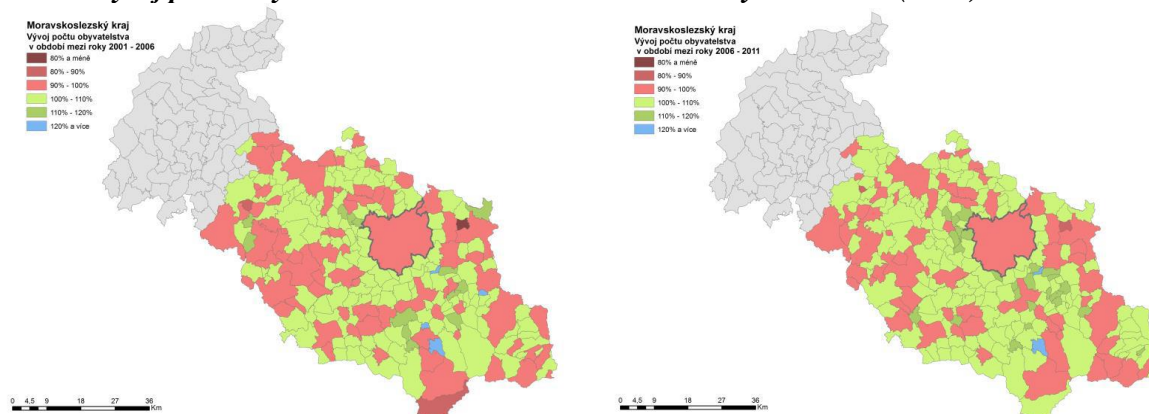 Moravskoslezský kraj
Vývoj počtu obyvatelstva
v období mezi roky 2001 - 2006
80% a méně
80% - 90%
90% - 100%
100% - 110%
110% - 120%
120% a více
0 4,5 9 18 27 36
Km
Moravskoslezský kraj
Vývoj počtu obyvatelstva
v období mezi roky 2006 - 2011
80% a méně
80% - 90%
90% - 100%
100% - 110%
110% - 120%
120% a více
0 4,5 9 18 27 36
Km